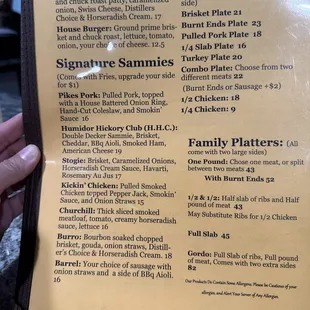 chuck roast patty, caramelized
onion, Swiss Cheese, Distillers
Choice & Horseradish Cream. 17
House Burger: Ground prime bris-
ket and chuck roast, lettuce, tomato,
onion, your choice of cheese. 12.5
Signature Sammies
(Come with Fries, upgrade your side
for $1)
Pikes Pork: Pulled Pork, topped
with a House Battered Onion Ring,
Hand-Cut Coleslaw, and Smokin'
Sauce 16
Humidor Hickory Club (H.H.C.):
Double Decker Sammie, Brisket,
Cheddar, BBq Aioli, Smoked Ham,
American Cheese 19
Stogie: Brisket, Caramelized Onions,
Horseradish Cream Sauce, Havarti,
Rosemary Au Jus 17
Kickin' Chicken: Pulled Smoked
Chicken topped Pepper Jack, Smokin'
Sauce, and Onion Straws 15
Churchill: Thick sliced smoked
meatloaf, tomato, creamy horseradish
sauce, lettuce 16
Burro: Bourbon soaked chopped
brisket, gouda, onion straws, Distill-
er's Choice & Horseradish Cream. 18
Barrel: Your choice of sausage with
onion straws and a side of BBq Aioli.
16
Brisket Plate 21
Burnt Ends Plate 23
Pulled Pork Plate 18
1/4 Slab Plate 16
Turkey Plate 20
Combo Plate: Choose from two
different meats 22
(Burnt Ends or Sausage +$2)
1/2 Chicken: 18
1/4 Chicken: 9
Family Platters: (All
come with two large sides)
One Pound: Chose one meat, or split
between two meats 43
With Burnt Ends 52
1/2 & 1/2: Half slab of ribs and Half
pound of meat 43
May Substitute Ribs for 1/2 Chicken
Full Slab 45
Gordo: Full Slab of Ribs, Full Pound
of meat, Comes with two extra sides
82
Our Products Do Contain Allergens. Please Be Cautious of your
allergies, and Alert Your Server of Any Allergies.